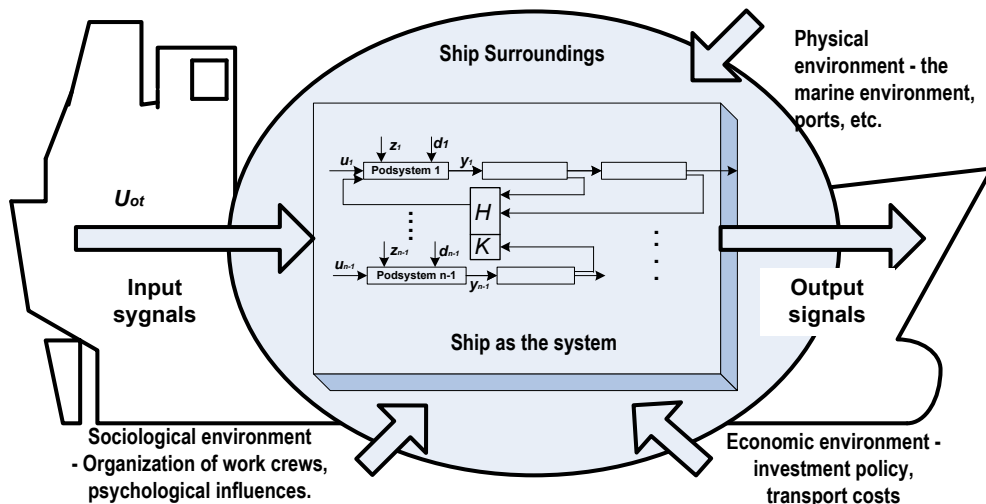 Ship Surroundings
Physical
environment - the
marine environment,
ports, etc.
z1
d1
u1
Podsystem 1
y1
H
K
Uot
zn-1
dn-1
un-1
Podsystem n-1
yn-1
Input
sygnals
Output
signals
Ship as the system
Sociological environment
- Organization of work crews,
psychological influences.
Economic environment -
investment policy,
transport costs